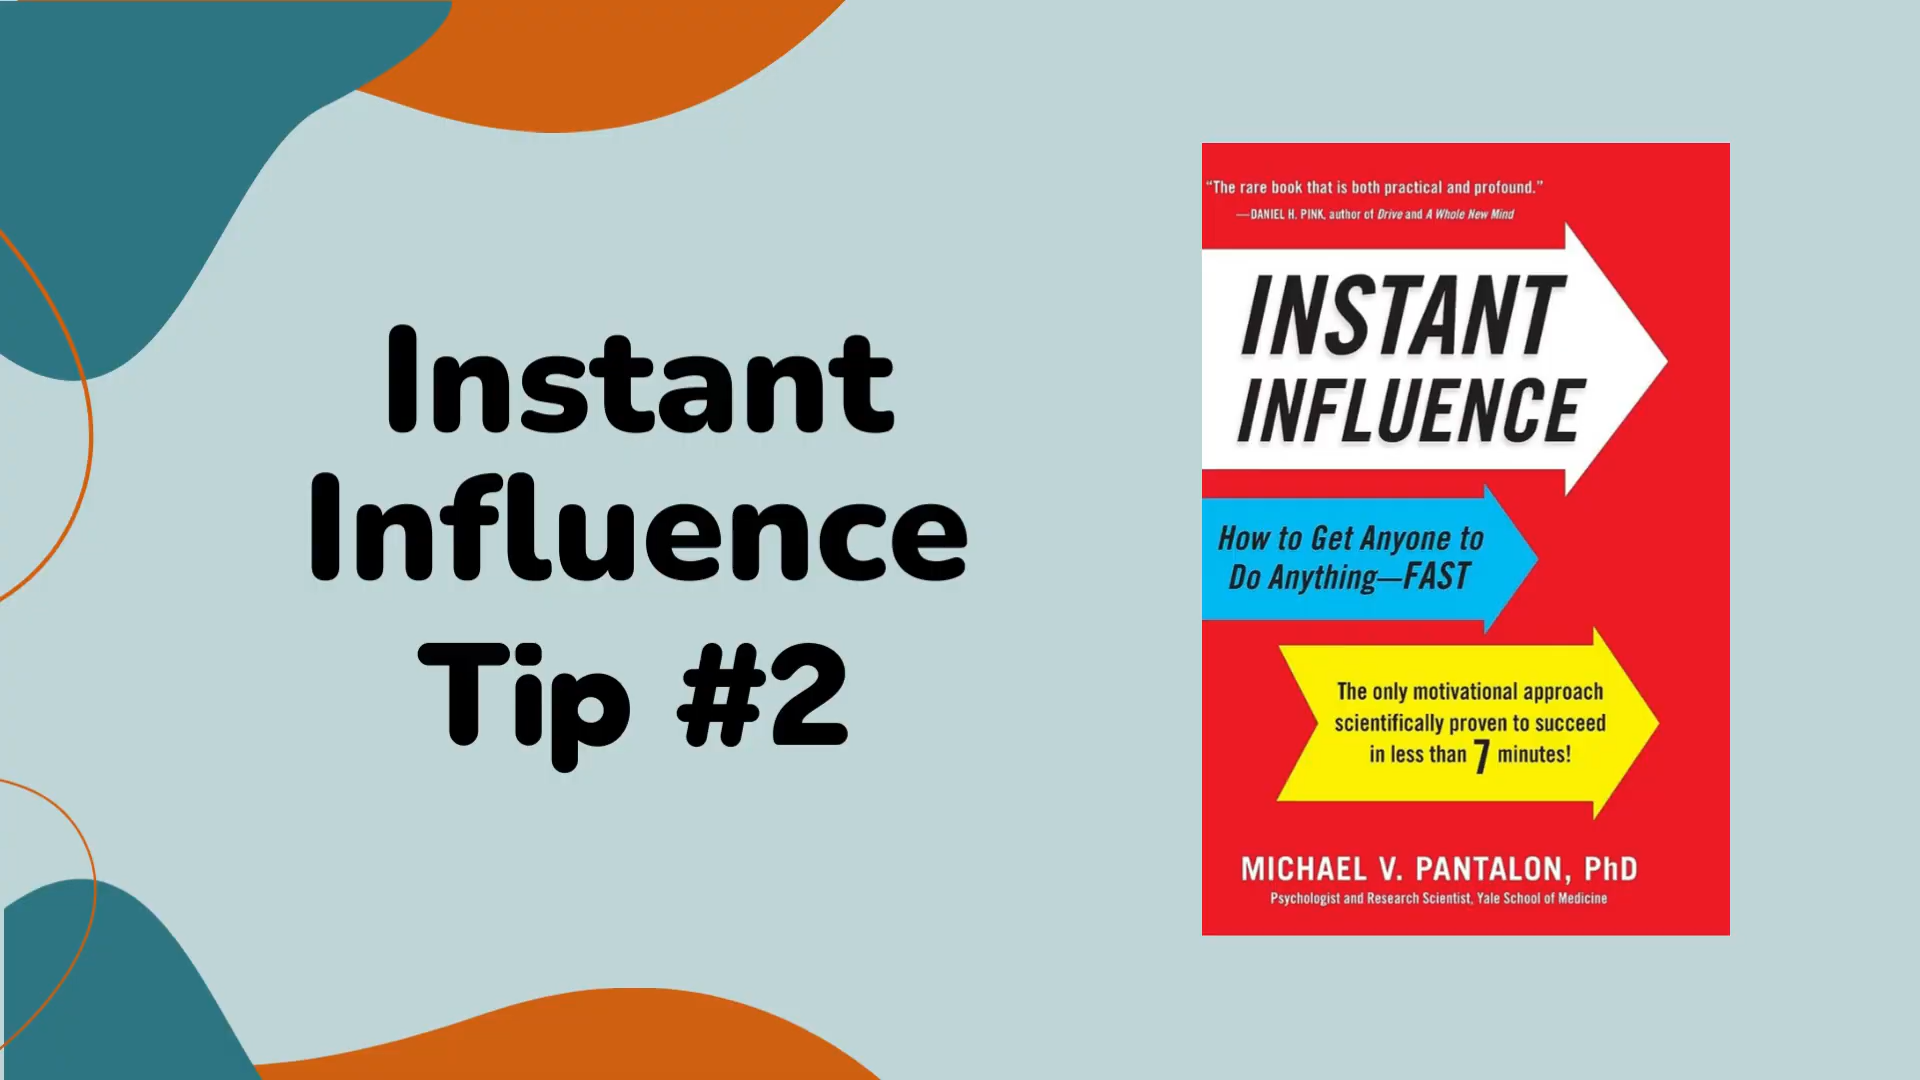 Instant
Influence
Tip #2
“The rare book that is both practical and profound.”
—DANIEL H. PINK, author of Drive and A Whole New Mind
INSTANT
INFLUENCE
How to Get Anyone to
Do Anything—FAST
The only motivational approach
scientifically proven to succeed
in less than 7 minutes!
MICHAEL V. PANTALON, PhD
Psychologist and Research Scientist, Yale School of Medicine